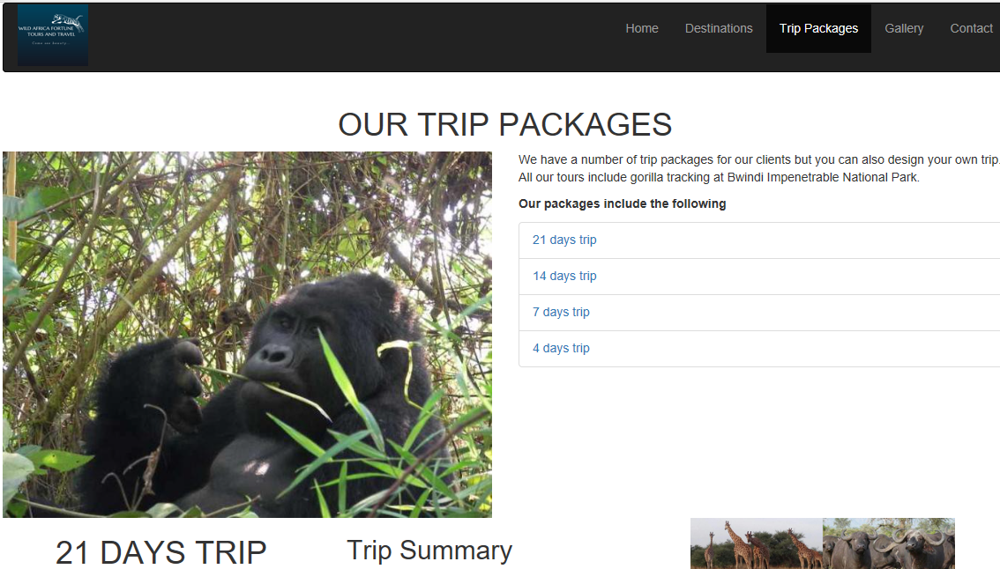 WILD AFRICA FORTUNE
TOURS AND TRAVEL
Come see beauty
Home
Destinations
Trip Packages
Gallery
Contact
OUR TRIP PACKAGES
We have a number of trip packages for our clients but you can also design your own trip.
All our tours include gorilla tracking at Bwindi Impenetrable National Park.
Our packages include the following
21 days trip
14 days trip
7 days trip
4 days trip
21 DAYS TRIP
Trip Summary